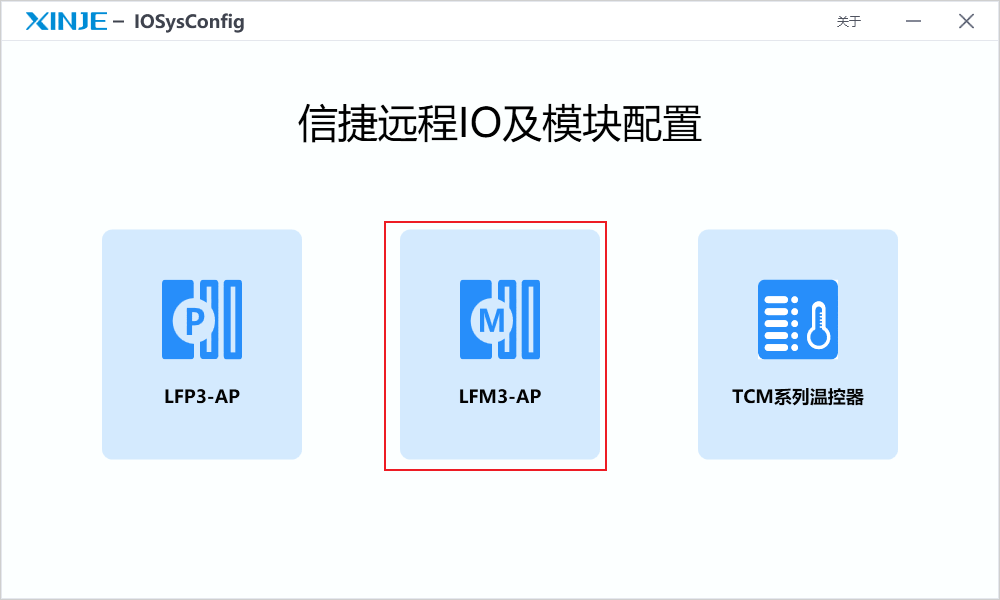 XINJE – IOSysConfig
关于
信捷远程IO及模块配置
P
M
LFP3-AP
LFM3-AP
TCM系列温控器